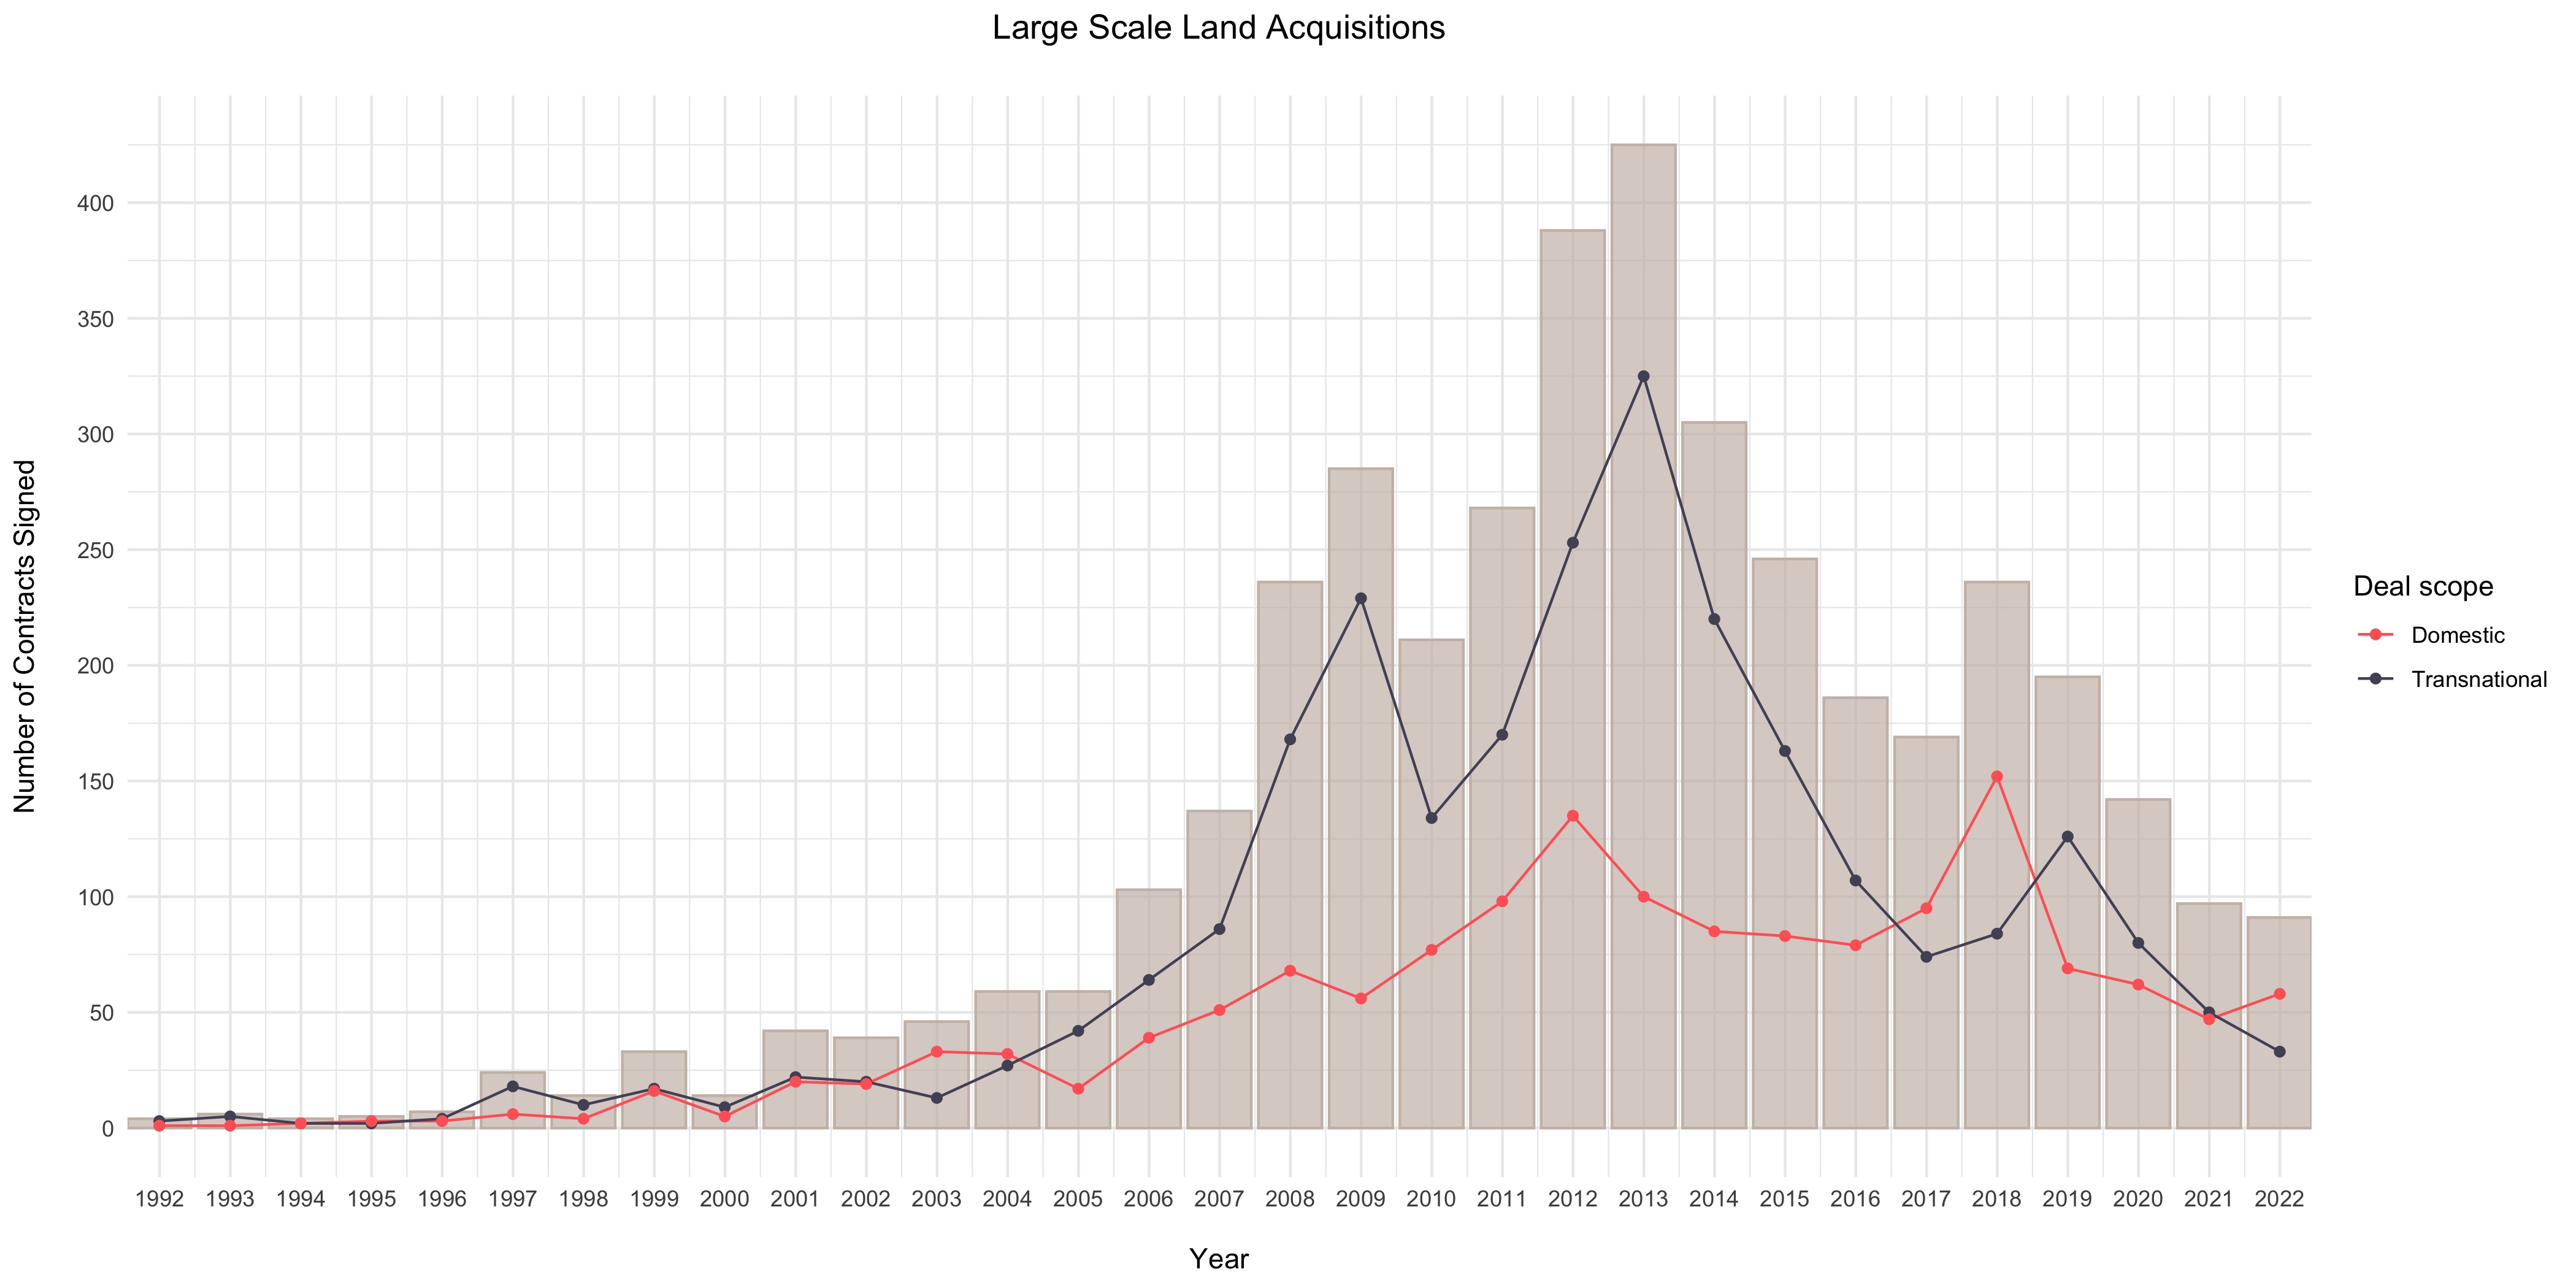 Large Scale Land Acquisitions
Number of Contracts Signed
400
350
300
250
200
150
100
50
0
1992 1993 1994 1995 1996 1997 1998 1999 2000 2001 2002 2003 2004 2005 2006 2007 2008 2009 2010 2011 2012 2013 2014 2015 2016 2017 2018 2019 2020 2021 2022
Year
Deal scope
Domestic
Transnational